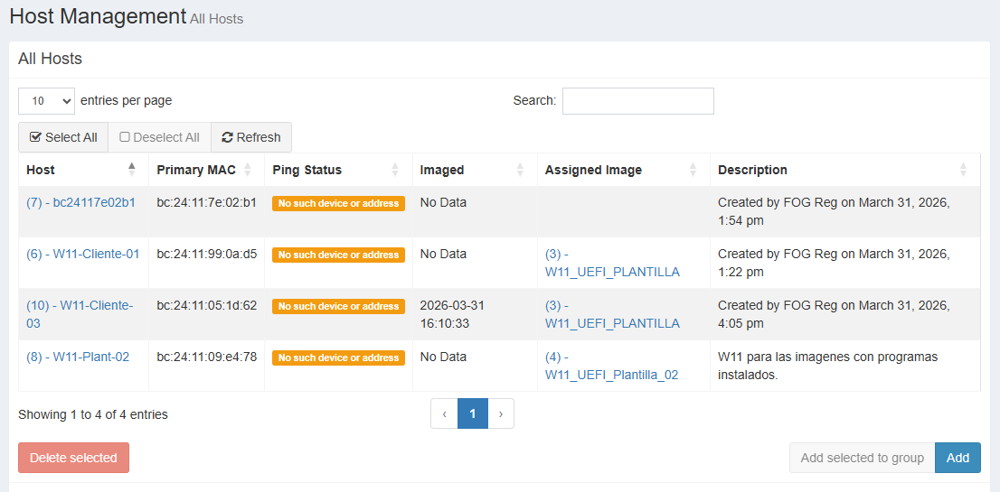 Host Management All Hosts
All Hosts
10 entries per page Search:
Select All Deselect All Refresh
Host Primary MAC Ping Status Imaged Assigned Image Description
(7) - bc24117e02b1 bc:24:11:7e:02:b1 No such device or address No Data Created by FOG Reg on March 31, 2026,
1:54 pm
(6) - W11-Cliente-01 bc:24:11:99:0a:d5 No such device or address No Data (3) - Created by FOG Reg on March 31, 2026,
W11_UEFI_PLANTILLA 1:22 pm
(10) - W11-Cliente- bc:24:11:05:1d:62 No such device or address 2026-03-31 (3) - Created by FOG Reg on March 31, 2026,
03 16:10:33 W11_UEFI_PLANTILLA 4:05 pm
(8) - W11-Plant-02 bc:24:11:09:e4:78 No such device or address No Data (4) - W11 para las imagenes con programas
W11_UEFI_Plantilla_02 instalados.
Showing 1 to 4 of 4 entries ‹ 1 ›
Delete selected Add selected to group Add